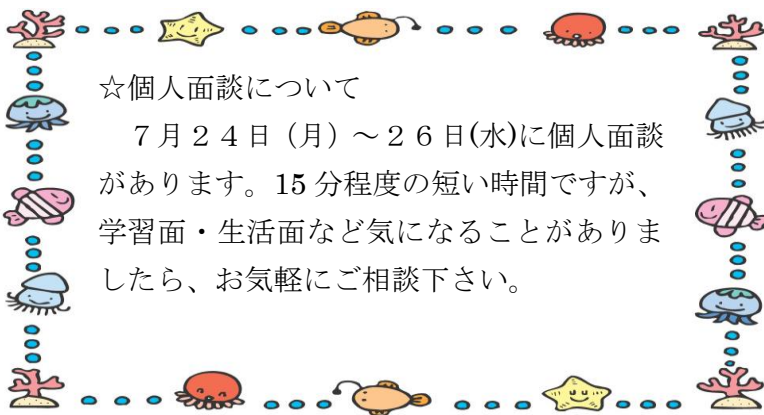 ☆個人面談について
　７月２４日（月）～２６日(水)に個人面談
があります。15 分程度の短い時間ですが、
学習面・生活面など気になることがありま
したら、お気軽にご相談下さい。